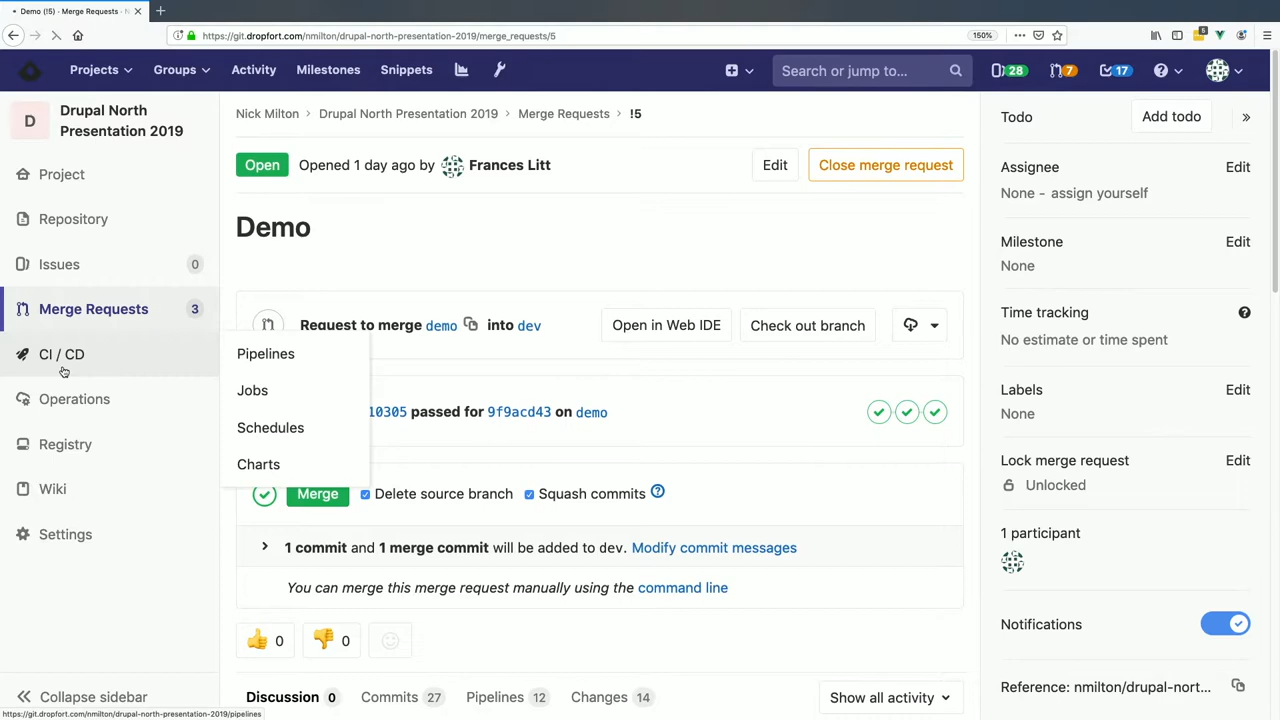 Demo (!5) · Merge Requests · N
https://git.dropfort.com/nmilton/drupal-north-presentation-2019/merge_requests/5
150%
Projects
Groups
Activity
Milestones
Snippets
Search or jump to...
28
7
17
D
Drupal North
Presentation 2019
Project
Repository
Issues
0
Merge Requests
3
CI / CD
Operations
Registry
Wiki
Settings
Collapse sidebar
Pipelines
Jobs
Schedules
Charts
Nick Milton
Drupal North Presentation 2019
Merge Requests
!5
Open
Opened 1 day ago by
Frances Litt
Edit
Close merge request
Demo
Request to merge demo into dev
Open in Web IDE
Check out branch
10305 passed for 9f9acd43 on demo
Merge
Delete source branch
Squash commits
1 commit and 1 merge commit will be added to dev. Modify commit messages
You can merge this merge request manually using the command line
0
0
Discussion 0
Commits 27
Pipelines 12
Changes 14
Show all activity
Todo
Add todo
Assignee
Edit
None - assign yourself
Milestone
Edit
None
Time tracking
No estimate or time spent
Labels
Edit
None
Lock merge request
Edit
Unlocked
1 participant
Notifications
Reference: nmilton/drupal-nort...
https://git.dropfort.com/nmilton/drupal-north-presentation-2019/pipelines